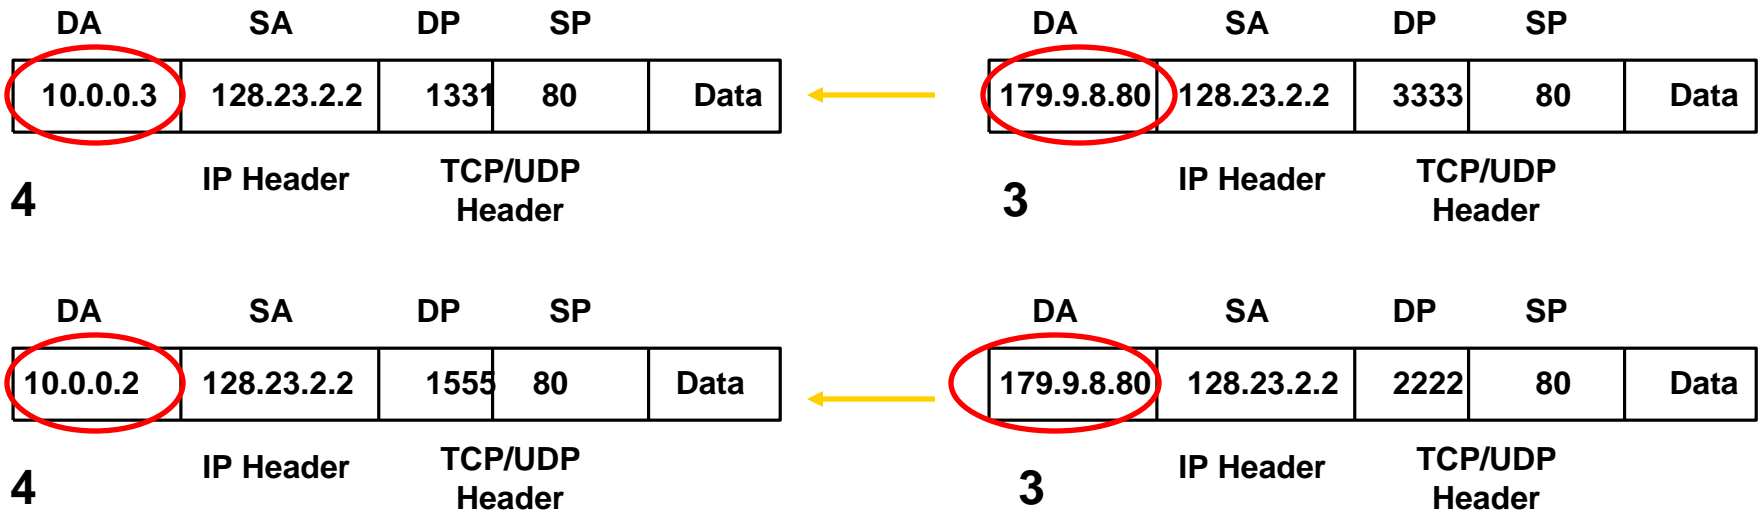 DA SA DP SP DA SA DP SP
10.0.0.3 128.23.2.2 1331 80 Data 179.9.8.80 128.23.2.2 3333 80 Data
IP Header TCP/UDP Header IP Header TCP/UDP Header
4 3
DA SA DP SP DA SA DP SP
10.0.0.2 128.23.2.2 1555 80 Data 179.9.8.80 128.23.2.2 2222 80 Data
IP Header TCP/UDP Header IP Header TCP/UDP Header
4 3